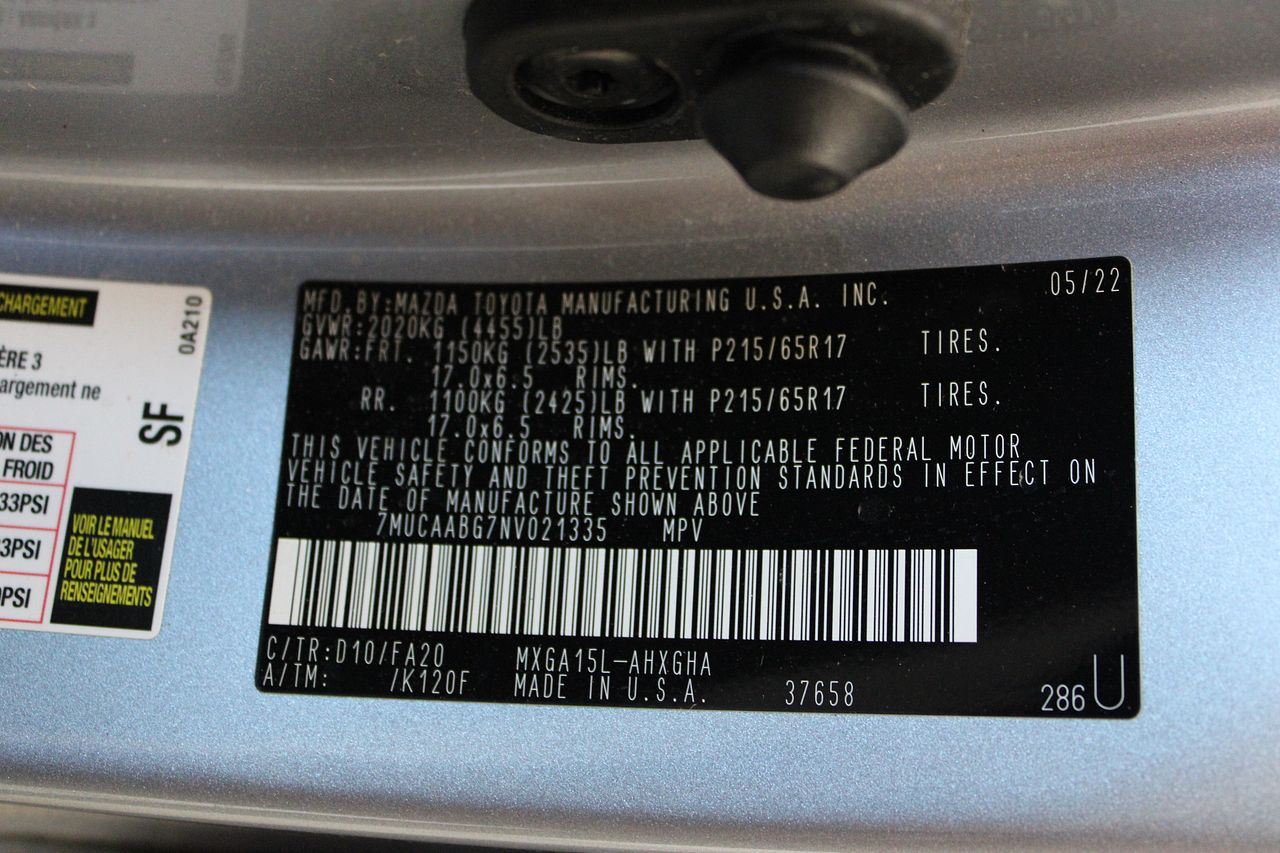 CHARGEMENT
0A210
ÈRE 3
argement ne
SF
ON DES
FROID
33PSI
3PSI
PSI
VOIR LE MANUEL
DE L'USAGER
POUR PLUS DE
RENSEIGNEMENTS
MFD.BY:MAZDA TOYOTA MANUFACTURING U.S.A. INC. 05/22
GVWR:2020KG (4455)LB
GAWR:FRT. 1150KG (2535)LB WITH P215/65R17 TIRES.
17.0x6.5 RIMS.
RR. 1100KG (2425)LB WITH P215/65R17 TIRES.
17.0x6.5 RIMS.
THIS VEHICLE CONFORMS TO ALL APPLICABLE FEDERAL MOTOR
VEHICLE SAFETY AND THEFT PREVENTION STANDARDS IN EFFECT ON
THE DATE OF MANUFACTURE SHOWN ABOVE
7MUCAABG7NV021335 MPV
C/TR:D10/FA20 MXGA15L-AHXGHA
A/TM: /K120F MADE IN U.S.A. 37658
286 U